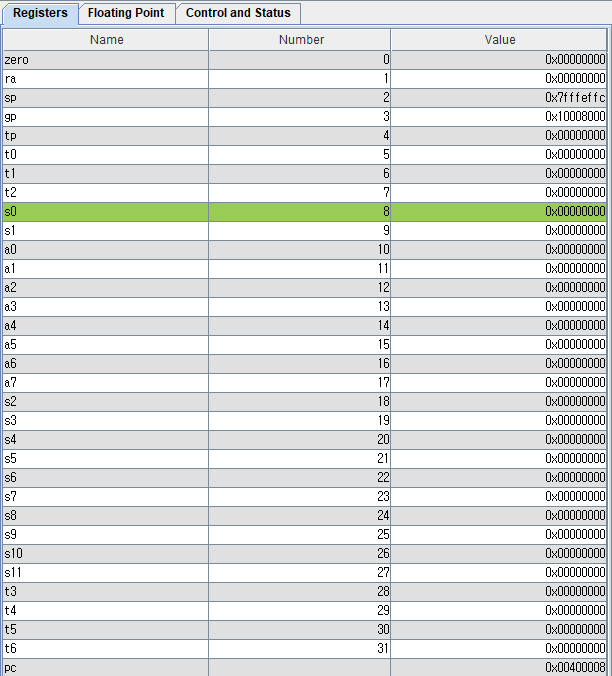 Registers Floating Point Control and Status
Name Number Value
zero 0 0x00000000
ra 1 0x00000000
sp 2 0x7fffeffc
gp 3 0x10008000
tp 4 0x00000000
t0 5 0x00000000
t1 6 0x00000000
t2 7 0x00000000
s0 8 0x00000000
s1 9 0x00000000
a0 10 0x00000000
a1 11 0x00000000
a2 12 0x00000000
a3 13 0x00000000
a4 14 0x00000000
a5 15 0x00000000
a6 16 0x00000000
a7 17 0x00000000
s2 18 0x00000000
s3 19 0x00000000
s4 20 0x00000000
s5 21 0x00000000
s6 22 0x00000000
s7 23 0x00000000
s8 24 0x00000000
s9 25 0x00000000
s10 26 0x00000000
s11 27 0x00000000
t3 28 0x00000000
t4 29 0x00000000
t5 30 0x00000000
t6 31 0x00000000
pc 0x00400008